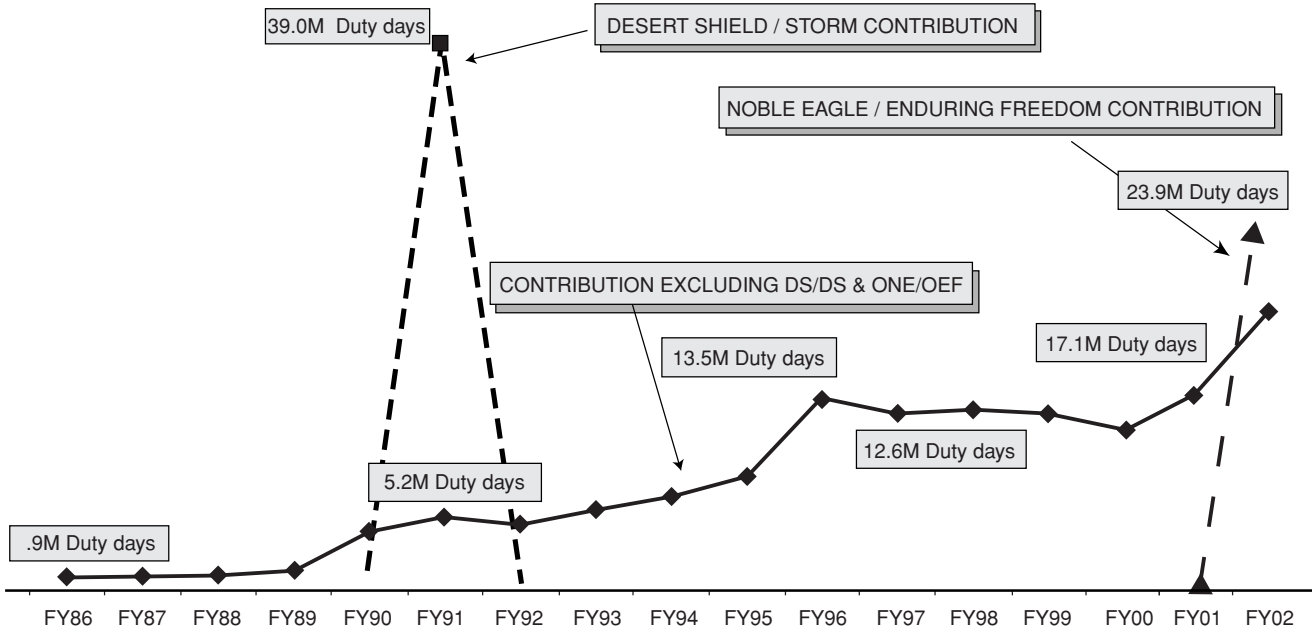 39.0M Duty days
DESERT SHIELD / STORM CONTRIBUTION
NOBLE EAGLE / ENDURING FREEDOM CONTRIBUTION
23.9M Duty days
CONTRIBUTION EXCLUDING DS/DS & ONE/OEF
17.1M Duty days
13.5M Duty days
12.6M Duty days
5.2M Duty days
.9M Duty days
FY86 FY87 FY88 FY89 FY90 FY91 FY92 FY93 FY94 FY95 FY96 FY97 FY98 FY99 FY00 FY01 FY02